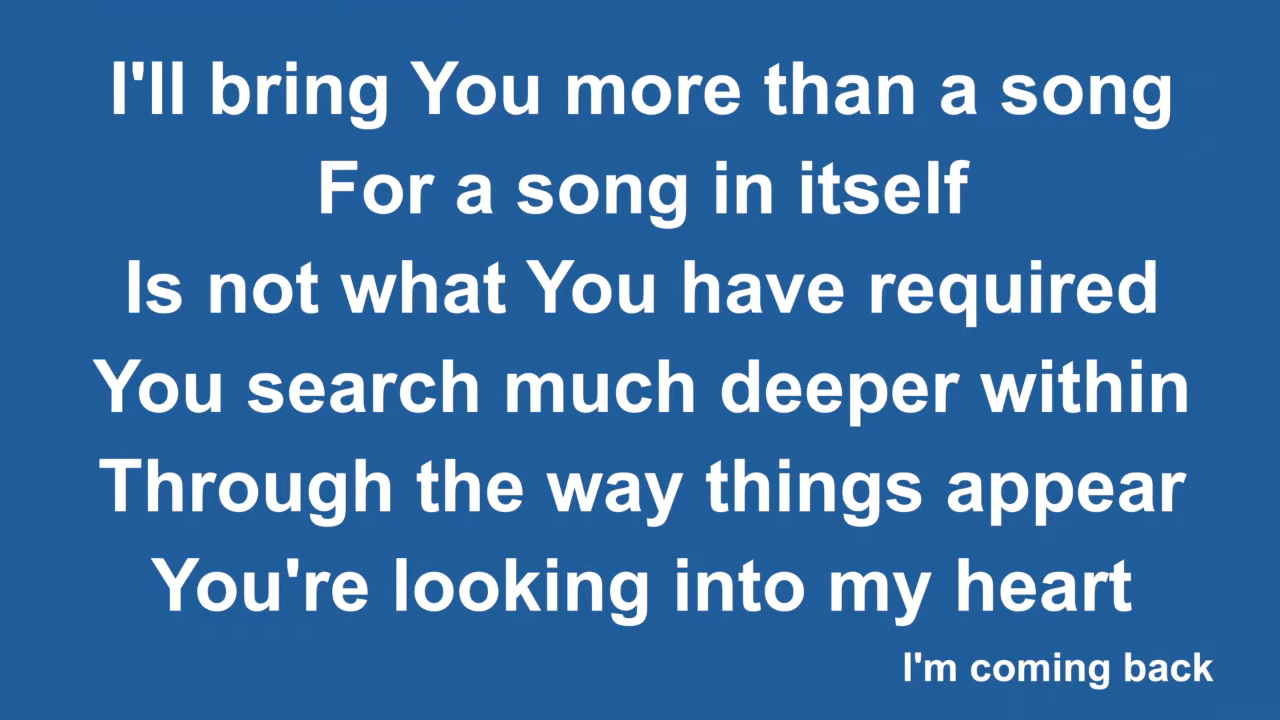 I'll bring You more than a song
For a song in itself
Is not what You have required
You search much deeper within
Through the way things appear
You're looking into my heart
I'm coming back